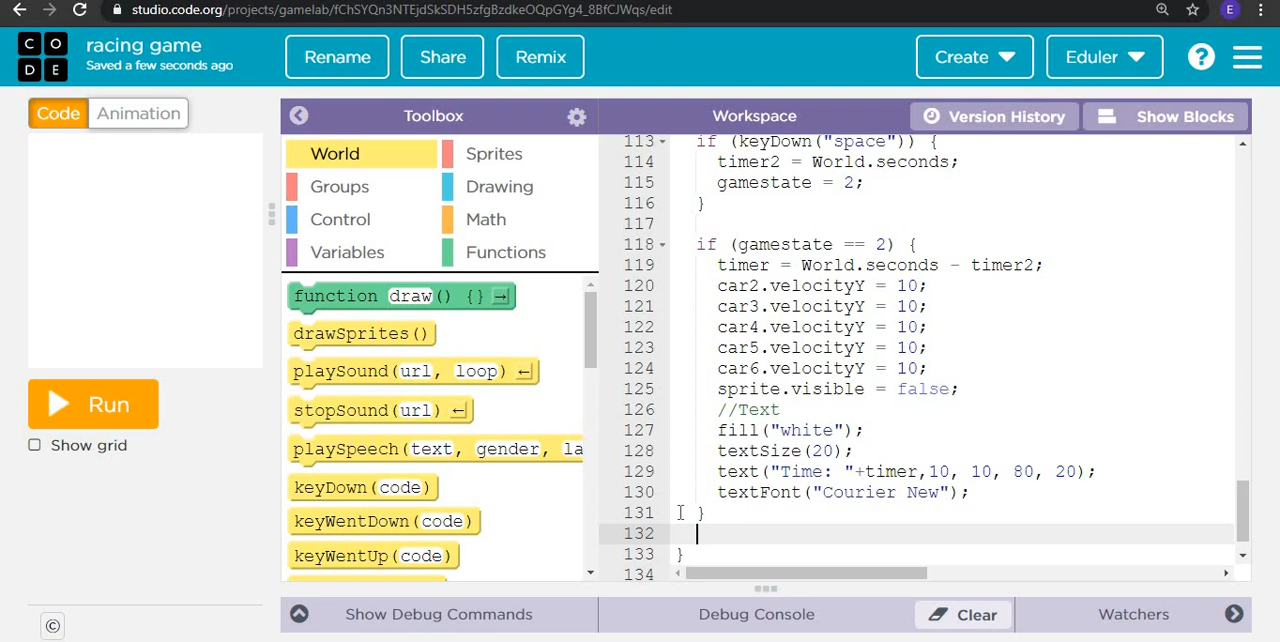 studio.code.org/projects/gamelab/fChSYQn3NTEjdSkSDH5zfgBzdkeOQpGYg4_8BfCJWqs/edit
E
C O D E
racing game
Saved a few seconds ago
Rename
Share
Remix
Create
Eduler
?
Code
Animation
Toolbox
Workspace
Version History
Show Blocks
World
Sprites
Groups
Drawing
Control
Math
Variables
Functions
function draw() {}
drawSprites()
playSound(url, loop)
stopSound(url)
playSpeech(text, gender, la
keyDown(code)
keyWentDown(code)
keyWentUp(code)
113 if (keyDown("space")) {
114 timer2 = World.seconds;
115 gamestate = 2;
116 }
117
118 if (gamestate == 2) {
119 timer = World.seconds - timer2;
120 car2.velocityY = 10;
121 car3.velocityY = 10;
122 car4.velocityY = 10;
123 car5.velocityY = 10;
124 car6.velocityY = 10;
125 sprite.visible = false;
126 //Text
127 fill("white");
128 textSize(20);
129 text("Time: "+timer,10, 10, 80, 20);
130 textFont("Courier New");
131 }
132
133 }
134
Run
Show grid
©
Show Debug Commands
Debug Console
Clear
Watchers